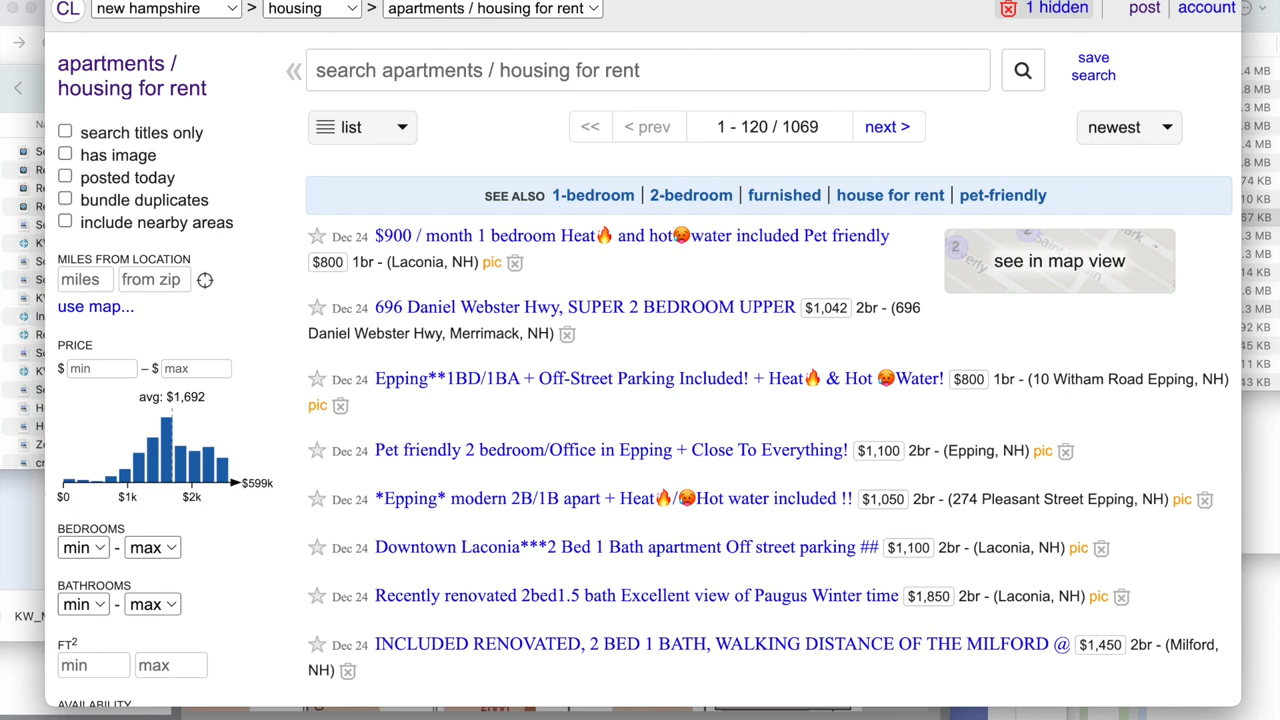 CL new hampshire > housing > apartments / housing for rent 1 hidden post account
apartments /
housing for rent
search titles only
has image
posted today
bundle duplicates
include nearby areas
MILES FROM LOCATION
miles from zip
use map...
PRICE
$ min – $ max
avg: $1,692
$599k
$0 $1k $2k
BEDROOMS
min - max
BATHROOMS
min - max
FT2
min max
AVAILABILITY
« search apartments / housing for rent
save
search
list << < prev 1 - 120 / 1069 next > newest
SEE ALSO 1-bedroom | 2-bedroom | furnished | house for rent | pet-friendly
Dec 24 $900 / month 1 bedroom Heat🔥 and hot🥵water included Pet friendly
$800 1br - (Laconia, NH) pic
see in map view
Dec 24 696 Daniel Webster Hwy, SUPER 2 BEDROOM UPPER $1,042 2br - (696
Daniel Webster Hwy, Merrimack, NH)
Dec 24 Epping**1BD/1BA + Off-Street Parking Included! + Heat🔥 & Hot 🥵Water! $800 1br - (10 Witham Road Epping, NH)
pic
Dec 24 Pet friendly 2 bedroom/Office in Epping + Close To Everything! $1,100 2br - (Epping, NH) pic
Dec 24 *Epping* modern 2B/1B apart + Heat🔥/🥵Hot water included !! $1,050 2br - (274 Pleasant Street Epping, NH) pic
Dec 24 Downtown Laconia***2 Bed 1 Bath apartment Off street parking ## $1,100 2br - (Laconia, NH) pic
Dec 24 Recently renovated 2bed1.5 bath Excellent view of Paugus Winter time $1,850 2br - (Laconia, NH) pic
Dec 24 INCLUDED RENOVATED, 2 BED 1 BATH, WALKING DISTANCE OF THE MILFORD @ $1,450 2br - (Milford,
NH)